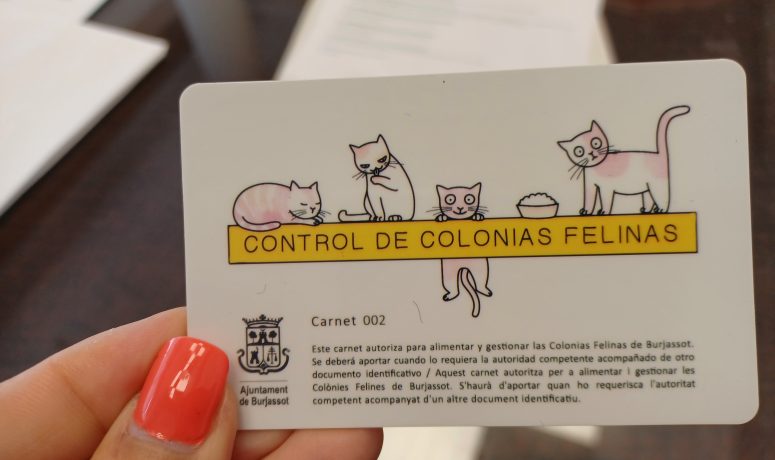 CONTROL DE COLONIAS FELINAS
Carnet 002
Este carnet autoriza para alimentar y gestionar las Colonias Felinas de Burjassot.
Se deberá aportar cuando lo requiera la autoridad competente acompañado de otro
documento identificativo / Aquest carnet autoritza per a alimentar i gestionar les
Colònies Felines de Burjassot. S'haurà d'aportar quan ho requerisca l'autoritat
competent acompanyat d'un altre document identificatiu.
Ajuntament
de Burjassot